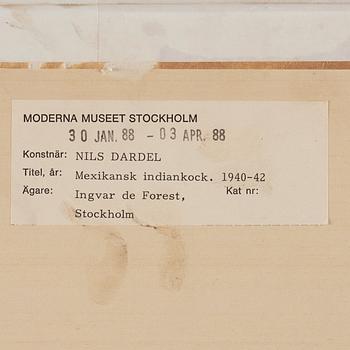 MODERNA MUSEET STOCKHOLM
30 JAN. 88 – 03 APR. 88
Konstnär: NILS DARDEL
Titel, år: Mexikansk indiankock. 1940-42
Ägare: Ingvar de Forest, Kat nr:
Stockholm